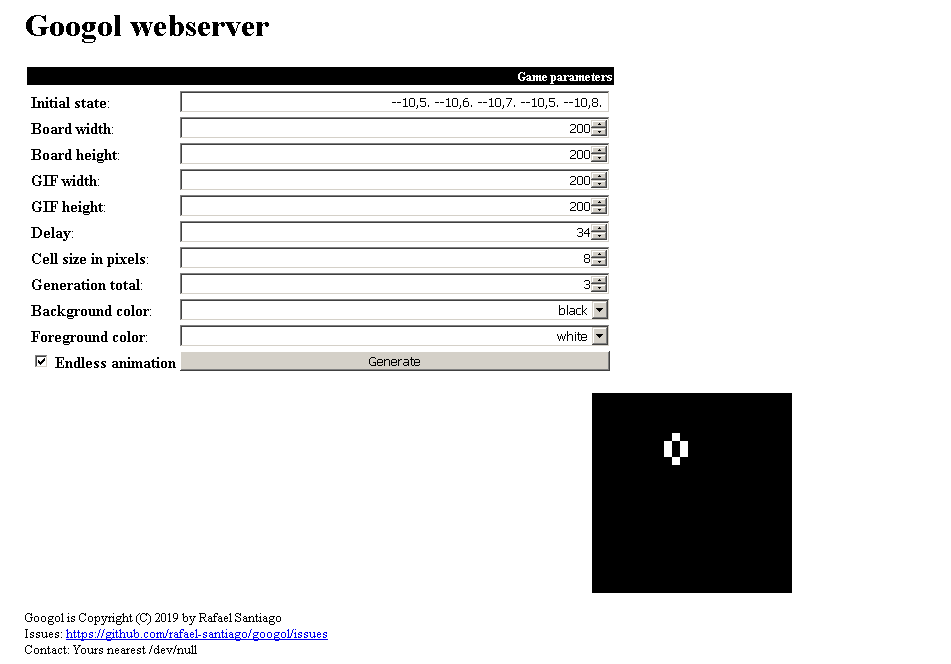 Googol webserver
Game parameters
Initial state: --10,5. --10,6. --10,7. --10,5. --10,8.
Board width: 200
Board height: 200
GIF width: 200
GIF height: 200
Delay: 34
Cell size in pixels: 8
Generation total: 3
Background color: black
Foreground color: white
Endless animation Generate
Googol is Copyright (C) 2019 by Rafael Santiago
Issues: https://github.com/rafael-santiago/googol/issues
Contact: Yours nearest /dev/null